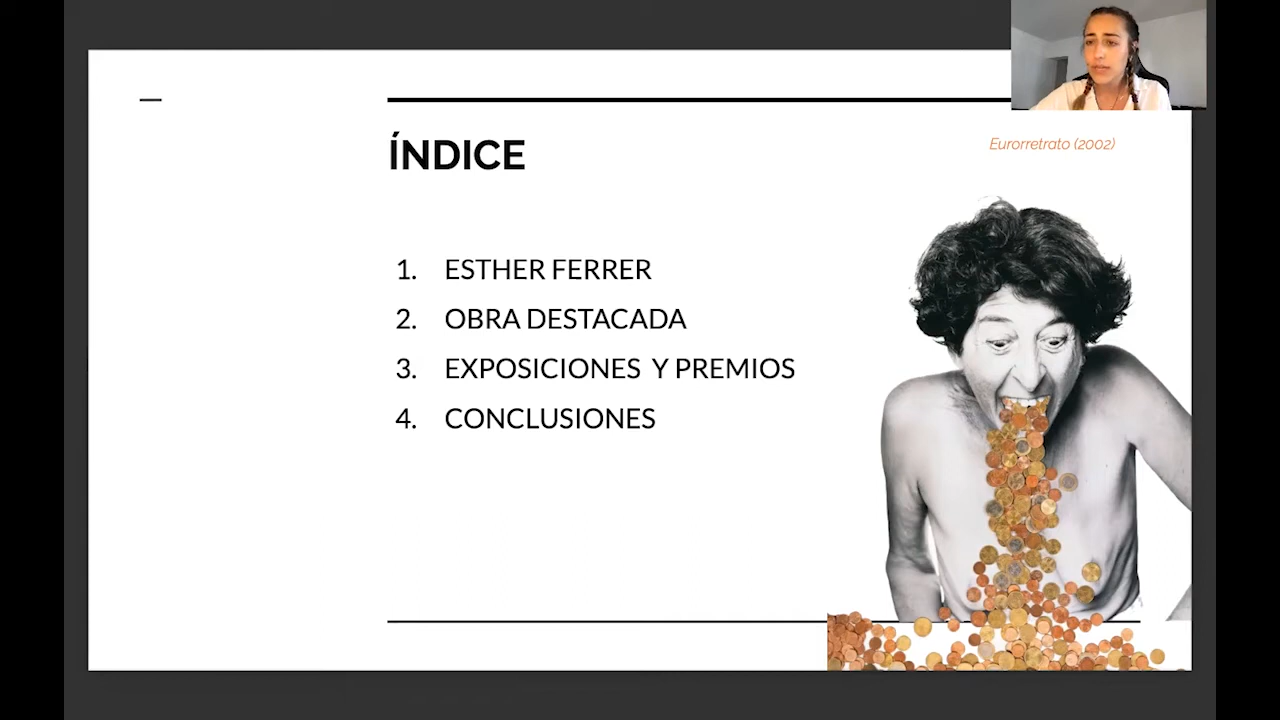 ÍNDICE
Eurorretrato (2002)
1. ESTHER FERRER
2. OBRA DESTACADA
3. EXPOSICIONES Y PREMIOS
4. CONCLUSIONES